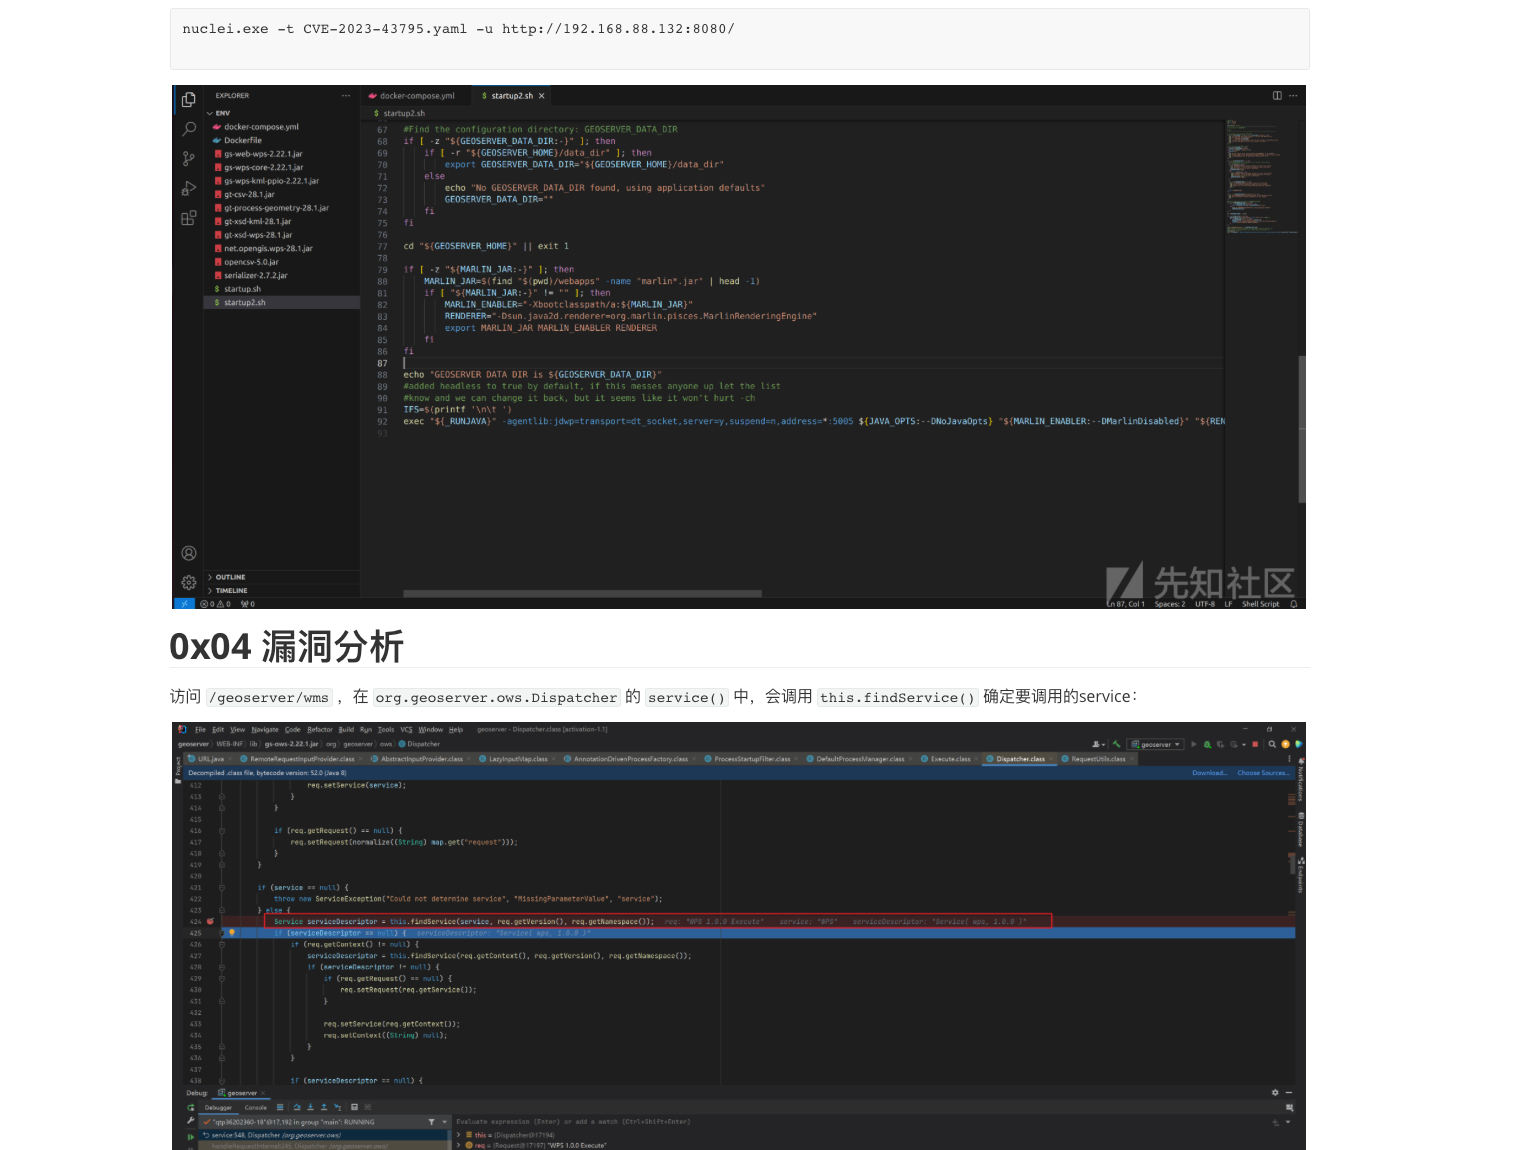 nuclei.exe -t CVE-2023-43795.yaml -u http://192.168.88.132:8080/
EXPLORER
ENV
docker-compose.yml
Dockerfile
gs-web-wps-2.22.1.jar
gs-wps-core-2.22.1.jar
gs-wps-kml-ppio-2.22.1.jar
gt-csv-28.1.jar
gt-process-geometry-28.1.jar
gt-xsd-kml-28.1.jar
gt-xsd-wps-28.1.jar
net.opengis.wps-28.1.jar
opencsv-5.0.jar
serializer-2.7.2.jar
$ startup.sh
$ startup2.sh
OUTLINE
TIMELINE
docker-compose.yml $ startup2.sh ×
$ startup2.sh
67 #Find the configuration directory: GEOSERVER_DATA_DIR
68 if [ -z "${GEOSERVER_DATA_DIR:-}" ]; then
69 if [ -r "${GEOSERVER_HOME}/data_dir" ]; then
70 export GEOSERVER_DATA_DIR="${GEOSERVER_HOME}/data_dir"
71 else
72 echo "No GEOSERVER_DATA_DIR found, using application defaults"
73 GEOSERVER_DATA_DIR=""
74 fi
75 fi
76
77 cd "${GEOSERVER_HOME}" || exit 1
78
79 if [ -z "${MARLIN_JAR:-}" ]; then
80 MARLIN_JAR=$(find "$(pwd)/webapps" -name "marlin*.jar" | head -1)
81 if [ "${MARLIN_JAR:-}" != "" ]; then
82 MARLIN_ENABLER="-Xbootclasspath/a:${MARLIN_JAR}"
83 RENDERER="-Dsun.java2d.renderer=org.marlin.pisces.MarlinRenderingEngine"
84 export MARLIN_JAR MARLIN_ENABLER RENDERER
85 fi
86 fi
87
88 echo "GEOSERVER DATA DIR is ${GEOSERVER_DATA_DIR}"
89 #added headless to true by default, if this messes anyone up let the list
90 #know and we can change it back, but it seems like it won't hurt -ch
91 IFS=$(printf '\n\t ')
92 exec "${_RUNJAVA}" -agentlib:jdwp=transport=dt_socket,server=y,suspend=n,address=*:5005 ${JAVA_OPTS:--DNoJavaOpts} "${MARLIN_ENABLER:--DMarlinDisabled}" "${REN
93
先知社区
0 0 0 Ln 87, Col 1 Spaces: 2 UTF-8 LF Shell Script
0x04 漏洞分析
访问 /geoserver/wms ，在 org.geoserver.ows.Dispatcher 的 service() 中，会调用 this.findService() 确定要调用的service：
File Edit View Navigate Code Refactor Build Run Tools VCS Window Help geoserver - Dispatcher.class [activation-1.1]
geoserver WEB-INF lib gs-ows-2.22.1.jar org geoserver ows Dispatcher geoserver
URL.java RemoteRequestInputProvider.class AbstractInputProvider.class LazyInputMap.class AnnotationDrivenProcessFactory.class ProcessStartupFilter.class DefaultProcessManager.class Execute.class Dispatcher.class RequestUtils.class
Decompiled .class file, bytecode version: 52.0 (Java 8) Download... Choose Sources...
Project
Notifications
Database
Endpoints
412 req.setService(service);
413 }
414 }
415
416 if (req.getRequest() == null) {
417 req.setRequest(normalize((String) map.get("request")));
418 }
419 }
420
421 if (service == null) {
422 throw new ServiceException("Could not determine service", "MissingParameterValue", "service");
423 } else {
424 Service serviceDescriptor = this.findService(service, req.getVersion(), req.getNamespace()); req: "WPS 1.0.0 Execute" service: "WPS" serviceDescriptor: "Service( wps, 1.0.0 )"
425 if (serviceDescriptor == null) { serviceDescriptor: "Service( wps, 1.0.0 )"
426 if (req.getContext() != null) {
427 serviceDescriptor = this.findService(req.getContext(), req.getVersion(), req.getNamespace());
428 if (serviceDescriptor != null) {
429 if (req.getRequest() == null) {
430 req.setRequest(req.getService());
431 }
432
433 req.setService(req.getContext());
434 req.setContext((String) null);
435 }
436 }
437
438 if (serviceDescriptor == null) {
Debug: geoserver
Debugger Console
"qtp36202360-18"@17,192 in group "main": RUNNING
Evaluate expression (Enter) or add a watch (Ctrl+Shift+Enter)
service:348, Dispatcher (org.geoserver.ows)
this = {Dispatcher@17194}
handleRequestInternal:249, Dispatcher (org.geoserver.ows)
req = {Request@17197} "WPS 1.0.0 Execute"